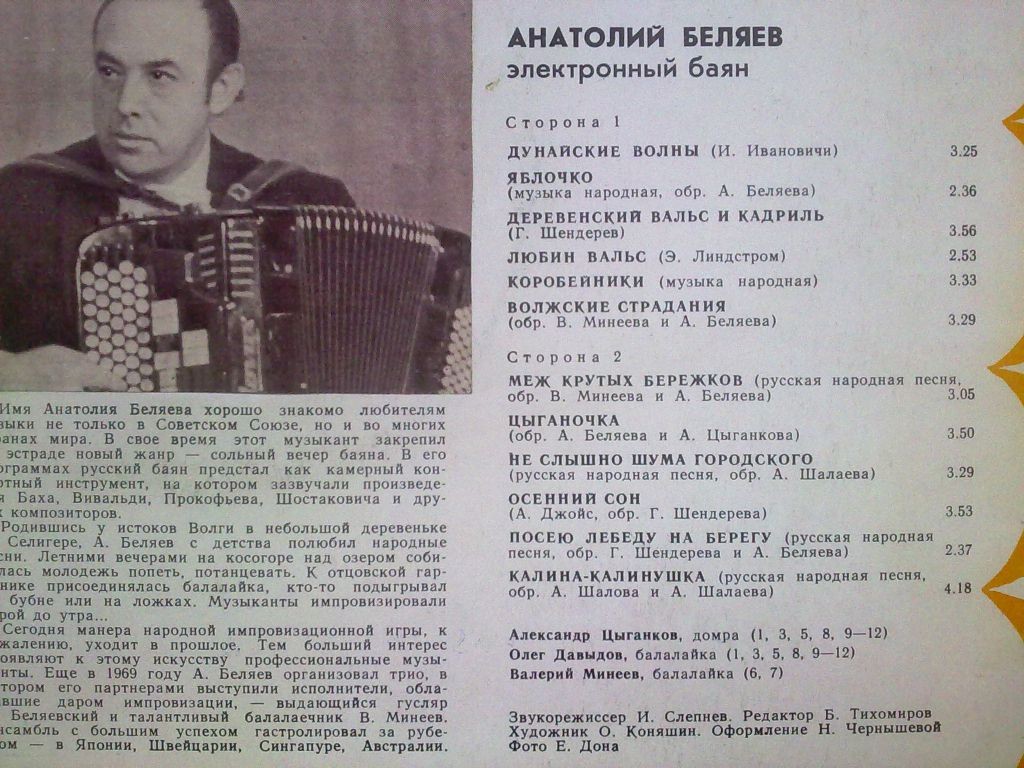 АНАТОЛИЙ БЕЛЯЕВ
электронный баян
Сторона 1
ДУНАЙСКИЕ ВОЛНЫ (И. Ивановичи) 3.25
ЯБЛОЧКО
(музыка народная, обр. А. Беляева) 2.36
ДЕРЕВЕНСКИЙ ВАЛЬС И КАДРИЛЬ
(Г. Шендерев) 3.56
ЛЮБИН ВАЛЬС (Э. Линдстром) 2.53
КОРОБЕЙНИКИ (музыка народная) 3.33
ВОЛЖСКИЕ СТРАДАНИЯ
(обр. В. Минеева и А. Беляева) 3.29
Сторона 2
МЕЖ КРУТЫХ БЕРЕЖКОВ (русская народная песня,
обр. В. Минеева и А. Беляева) 3.05
ЦЫГАНОЧКА
(обр. А. Беляева и А. Цыганкова) 3.50
НЕ СЛЫШНО ШУМА ГОРОДСКОГО
(русская народная песня, обр. А. Шалаева) 3.29
ОСЕННИЙ СОН
(А. Джойс, обр. Г. Шендерева) 3.53
ПОСЕЮ ЛЕБЕДУ НА БЕРЕГУ (русская народная
песня, обр. Г. Шендерева и А. Беляева) 2.37
КАЛИНА-КАЛИНУШКА (русская народная песня,
обр. А. Шалова и А. Шалаева) 4.18
Александр Цыганков, домра (1, 3, 5, 8, 9—12)
Олег Давыдов, балалайка (1, 3, 5, 8, 9—12)
Валерий Минеев, балалайка (6, 7)
Звукорежиссер И. Слепнев. Редактор Б. Тихомиров
Художник О. Коняшин. Оформление Н. Чернышевой
Фото Е. Дона
Имя Анатолия Беляева хорошо знакомо любителям
зыки не только в Советском Союзе, но и во многих
ранах мира. В свое время этот музыкант закрепил
эстраде новый жанр — сольный вечер баяна. В его
ограммах русский баян предстал как камерный кон-
ртный инструмент, на котором зазвучали произведе-
я Баха, Вивальди, Прокофьева, Шостаковича и дру-
х композиторов.
Родившись у истоков Волги в небольшой деревеньке
Селигере, А. Беляев с детства полюбил народные
сни. Летними вечерами на косогоре над озером соби-
лась молодежь попеть, потанцевать. К отцовской гар-
нике присоединялась балалайка, кто-то подыгрывал
бубне или на ложках. Музыканты импровизировали
рой до утра...
Сегодня манера народной импровизационной игры, к
жалению, уходит в прошлое. Тем больший интерес
оявляют к этому искусству профессиональные музы-
нты. Еще в 1969 году А. Беляев организовал трио, в
тором его партнерами выступили исполнители, обла-
вшие даром импровизации, — выдающийся гусляр
Беляевский и талантливый балалаечник В. Минеев.
нсамбль с большим успехом гастролировал за рубе-
ом — в Японии, Швейцарии, Сингапуре, Австралии.